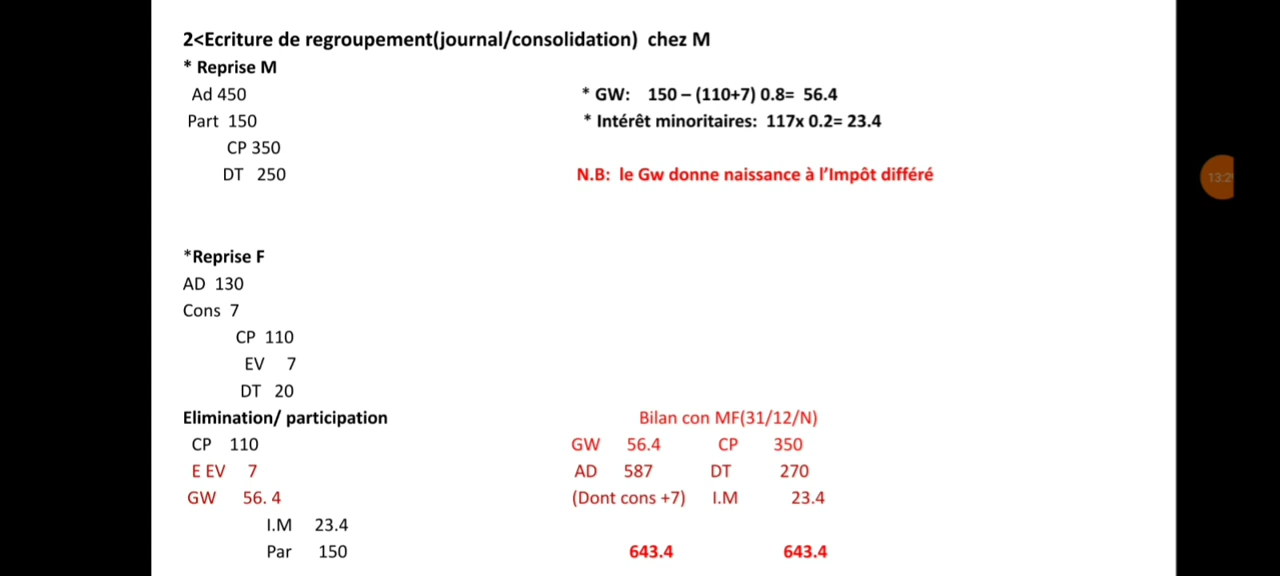 2<Ecriture de regroupement(journal/consolidation) chez M
* Reprise M
Ad 450
Part 150
CP 350
DT 250
* GW: 150 – (110+7) 0.8= 56.4
* Intérêt minoritaires: 117x 0.2= 23.4
N.B: le Gw donne naissance à l'Impôt différé
*Reprise F
AD 130
Cons 7
CP 110
EV 7
DT 20
Elimination/ participation
CP 110
E EV 7
GW 56. 4
I.M 23.4
Par 150
Bilan con MF(31/12/N)
GW 56.4 CP 350
AD 587 DT 270
(Dont cons +7) I.M 23.4
643.4 643.4